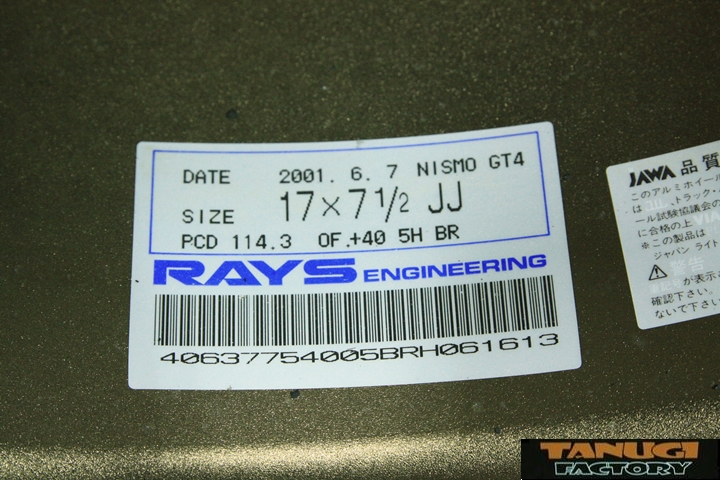 DATE 2001. 6. 7 NISMO GT4
SIZE 17×7 1/2 JJ
PCD 114.3 OF.+40 5H BR
RAYS ENGINEERING
40637754005BRH061613
JAWA 品質
このアルミホイール
は、トラック・
ール試験協議会の
に合格の上
※この製品は
ジャパン ライト
が表示
確認下さい。
ないで下さい
TANUGI
FACTORY